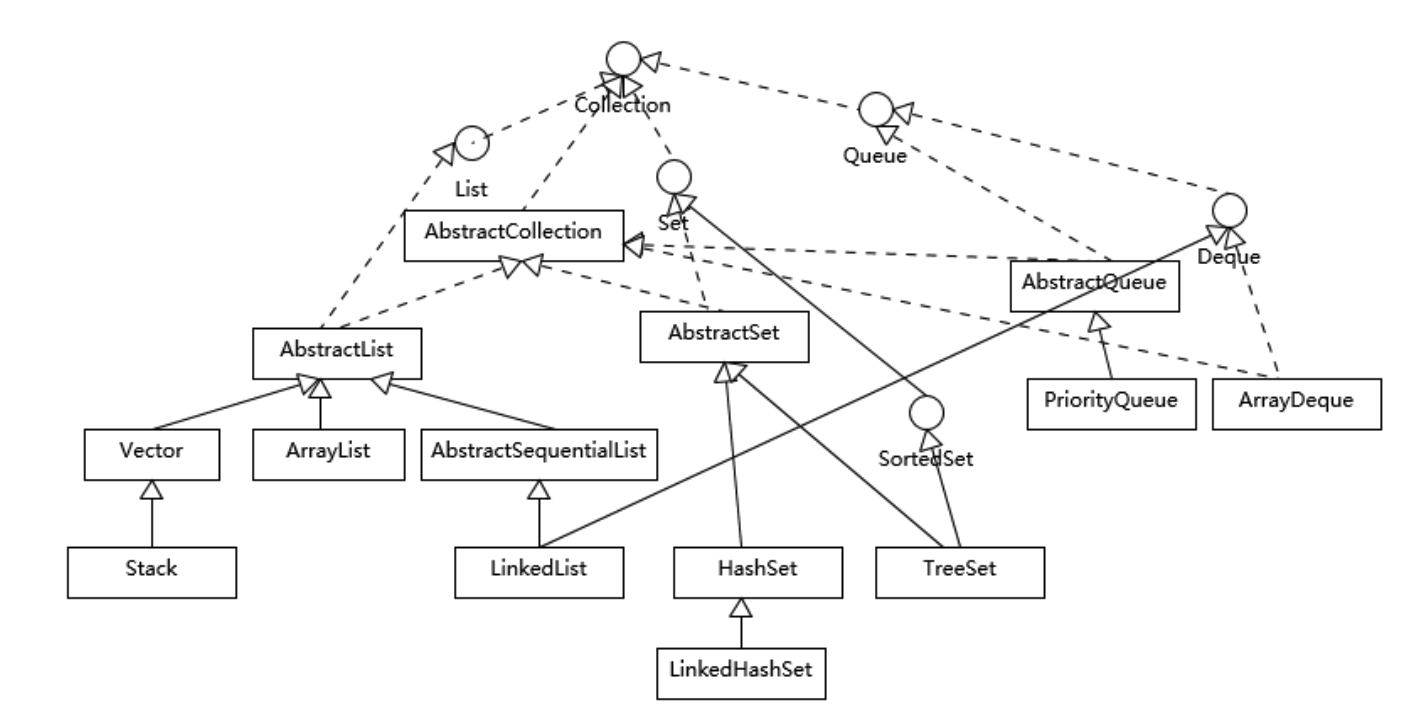 Collection
Queue
List
Set
AbstractCollection
Deque
AbstractQueue
AbstractSet
AbstractList
PriorityQueue
ArrayDeque
Vector
ArrayList
AbstractSequentialList
SortedSet
Stack
LinkedList
HashSet
TreeSet
LinkedHashSet